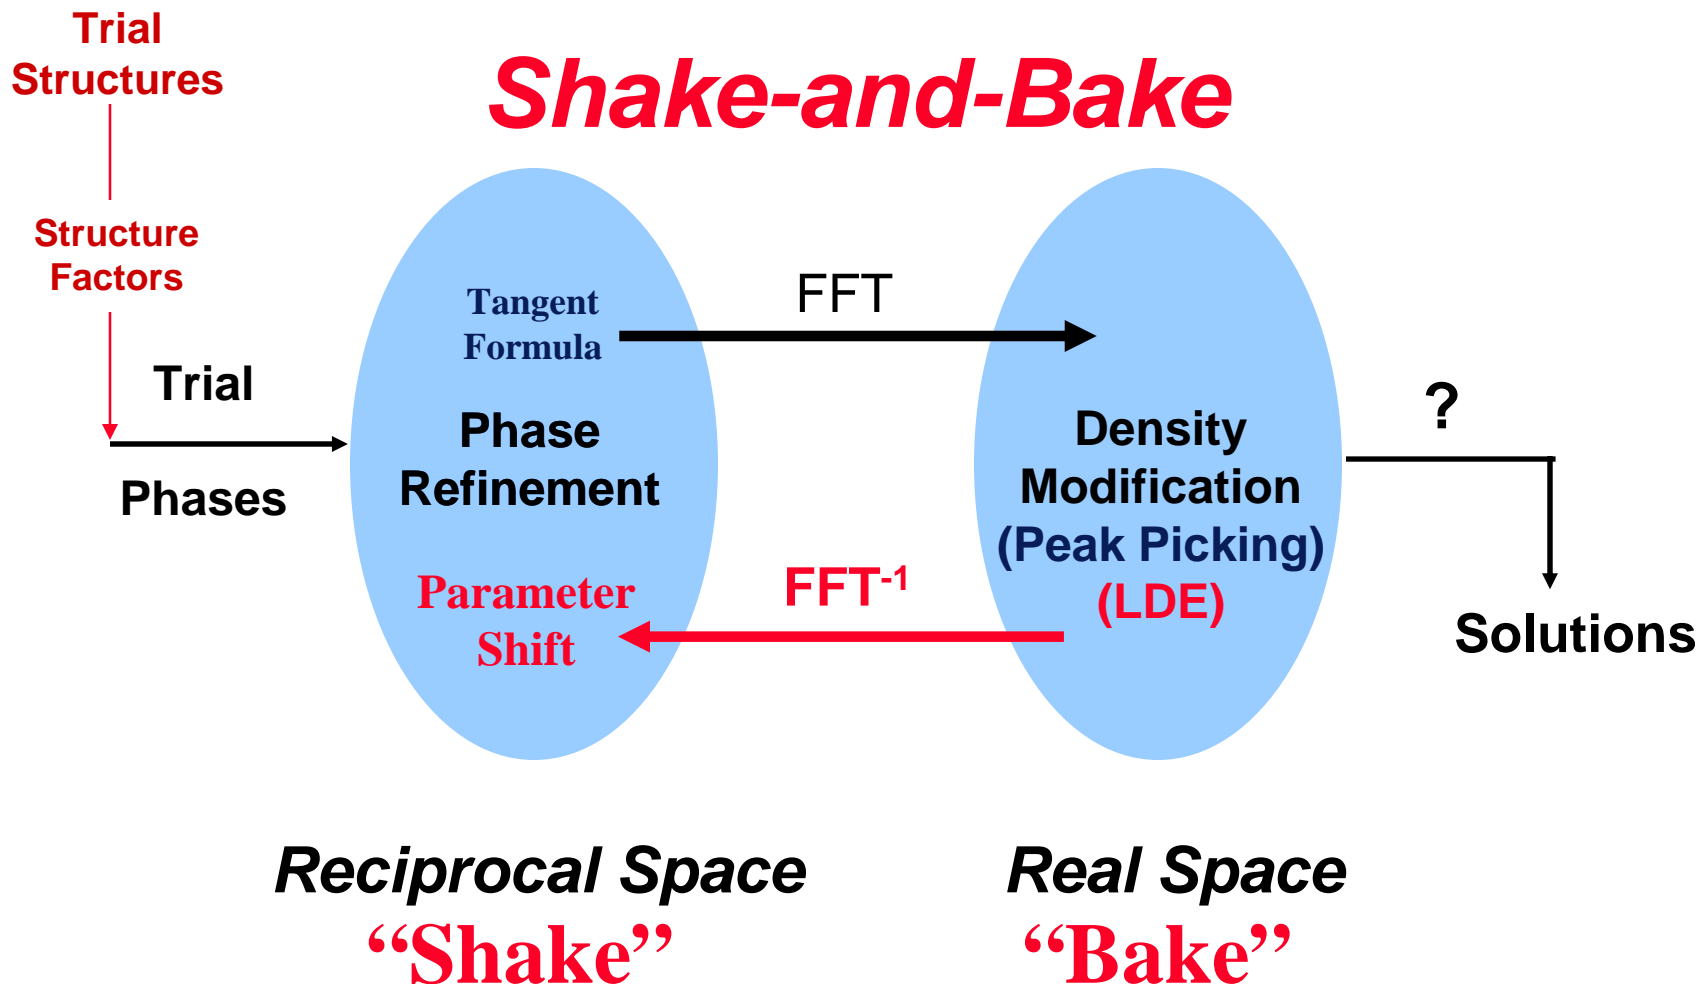 Trial
Structures
Shake-and-Bake
Structure
Factors
Trial
Phases
Tangent
Formula
Phase
Refinement
Parameter
Shift
FFT
FFT⁻¹
Density
Modification
(Peak Picking)
(LDE)
?
Solutions
Reciprocal Space
“Shake”
Real Space
“Bake”